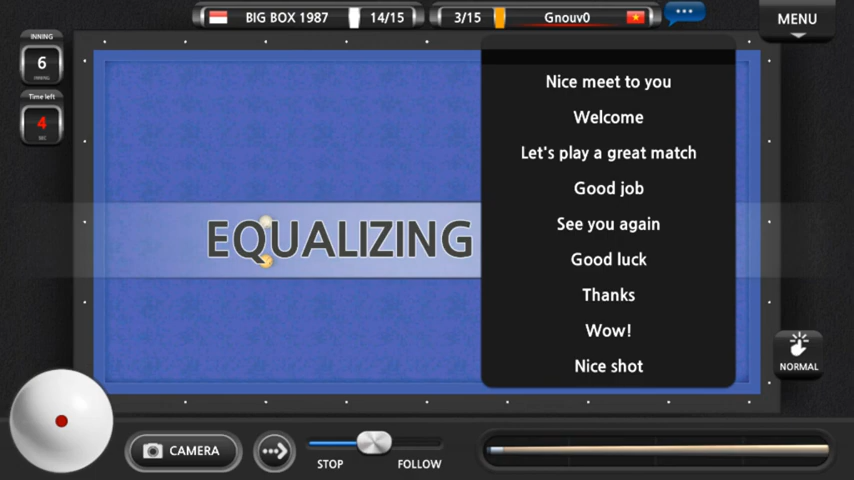 BIG BOX 1987 14/15 3/15 Gnouv0 MENU
INNING
6
INNING
Time left
4
SEC
Nice meet to you
Welcome
Let's play a great match
Good job
See you again
Good luck
Thanks
Wow!
Nice shot
EQUALIZING
NORMAL
CAMERA
STOP FOLLOW